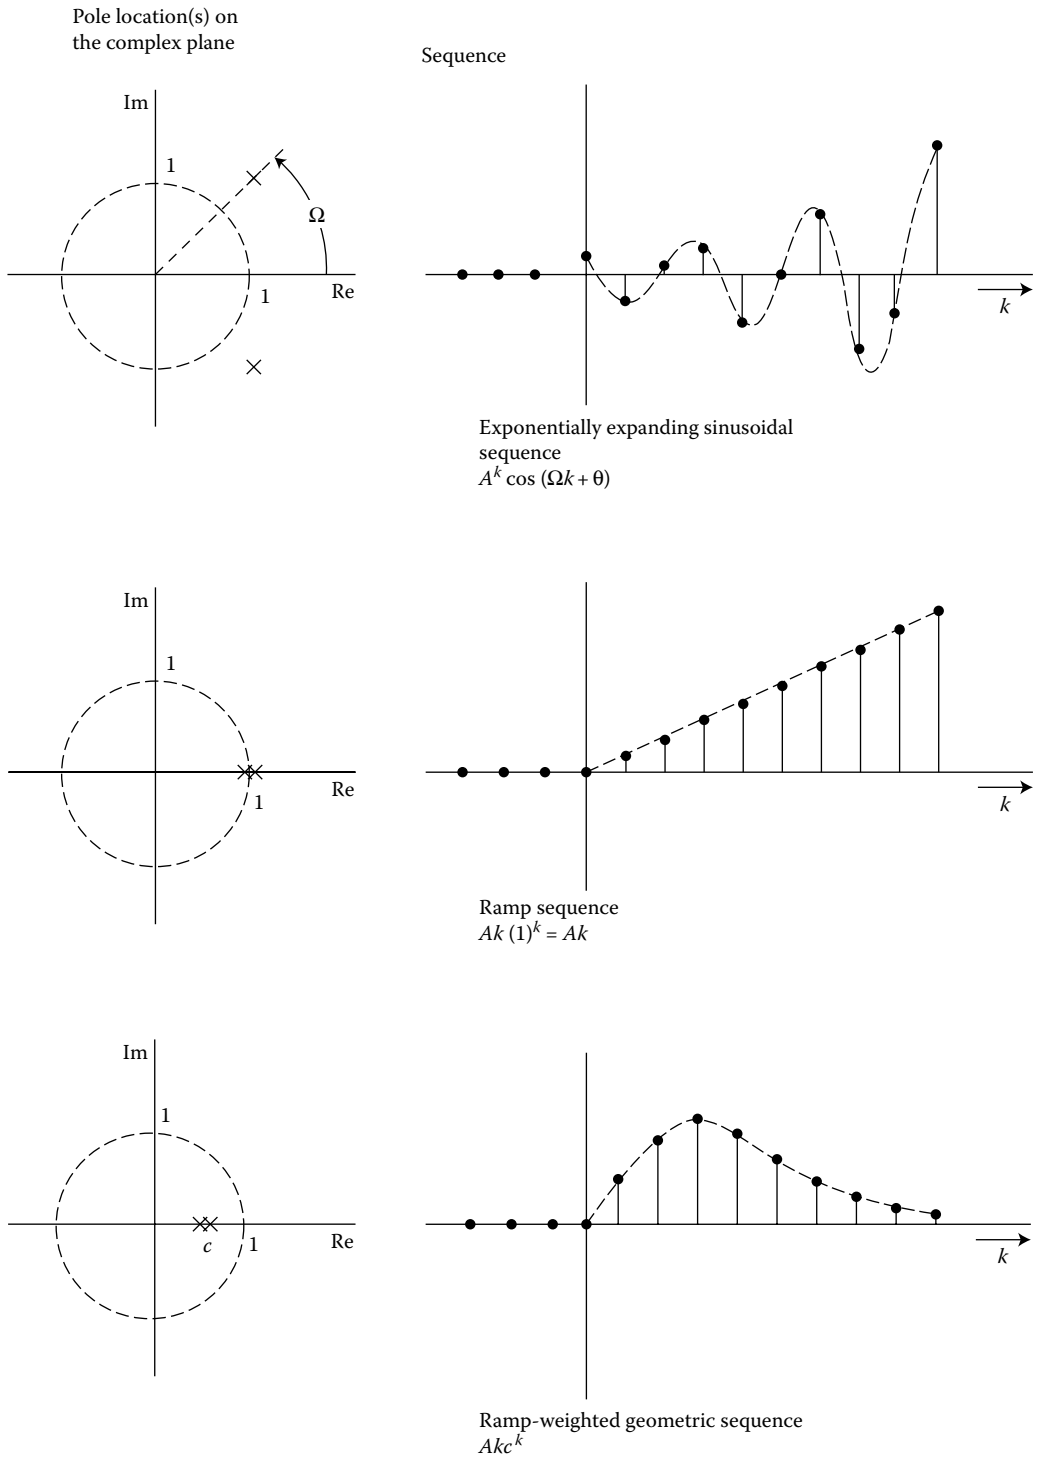 Pole location(s) on
the complex plane
Sequence
Im
1
Ω
1
Re
k
Exponentially expanding sinusoidal
sequence
A^k cos (Ωk + θ)
Im
1
1
Re
k
Ramp sequence
Ak (1)^k = Ak
Im
1
c
1
Re
k
Ramp-weighted geometric sequence
Akc^k